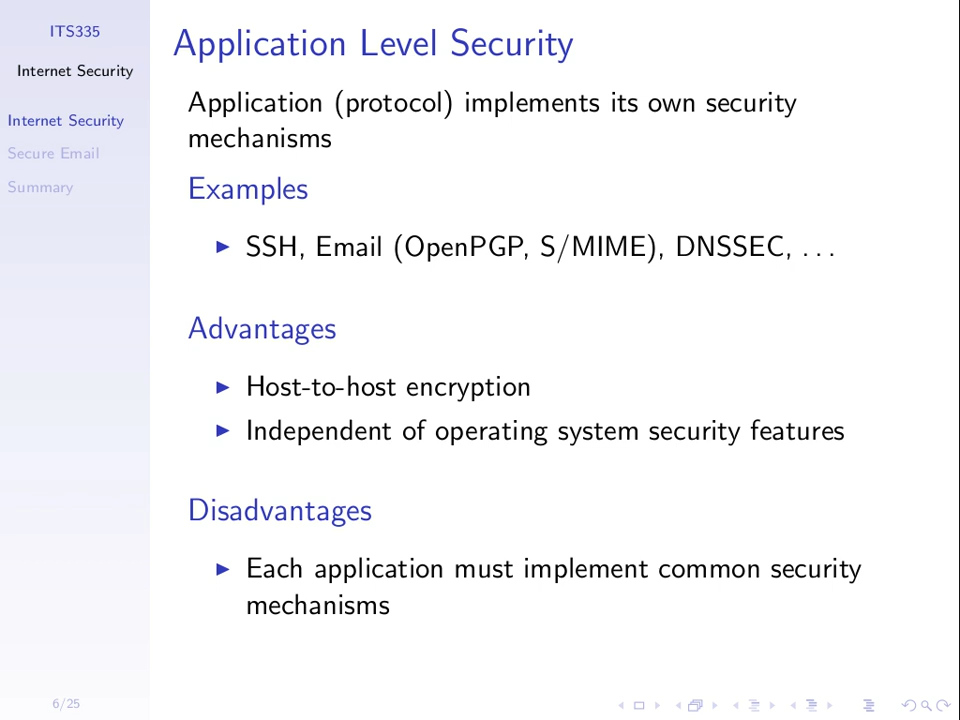 ITS335
Internet Security
Internet Security
Secure Email
Summary
Application Level Security
Application (protocol) implements its own security
mechanisms
Examples
▶ SSH, Email (OpenPGP, S/MIME), DNSSEC, . . .
Advantages
▶ Host-to-host encryption
▶ Independent of operating system security features
Disadvantages
▶ Each application must implement common security
mechanisms
6/25